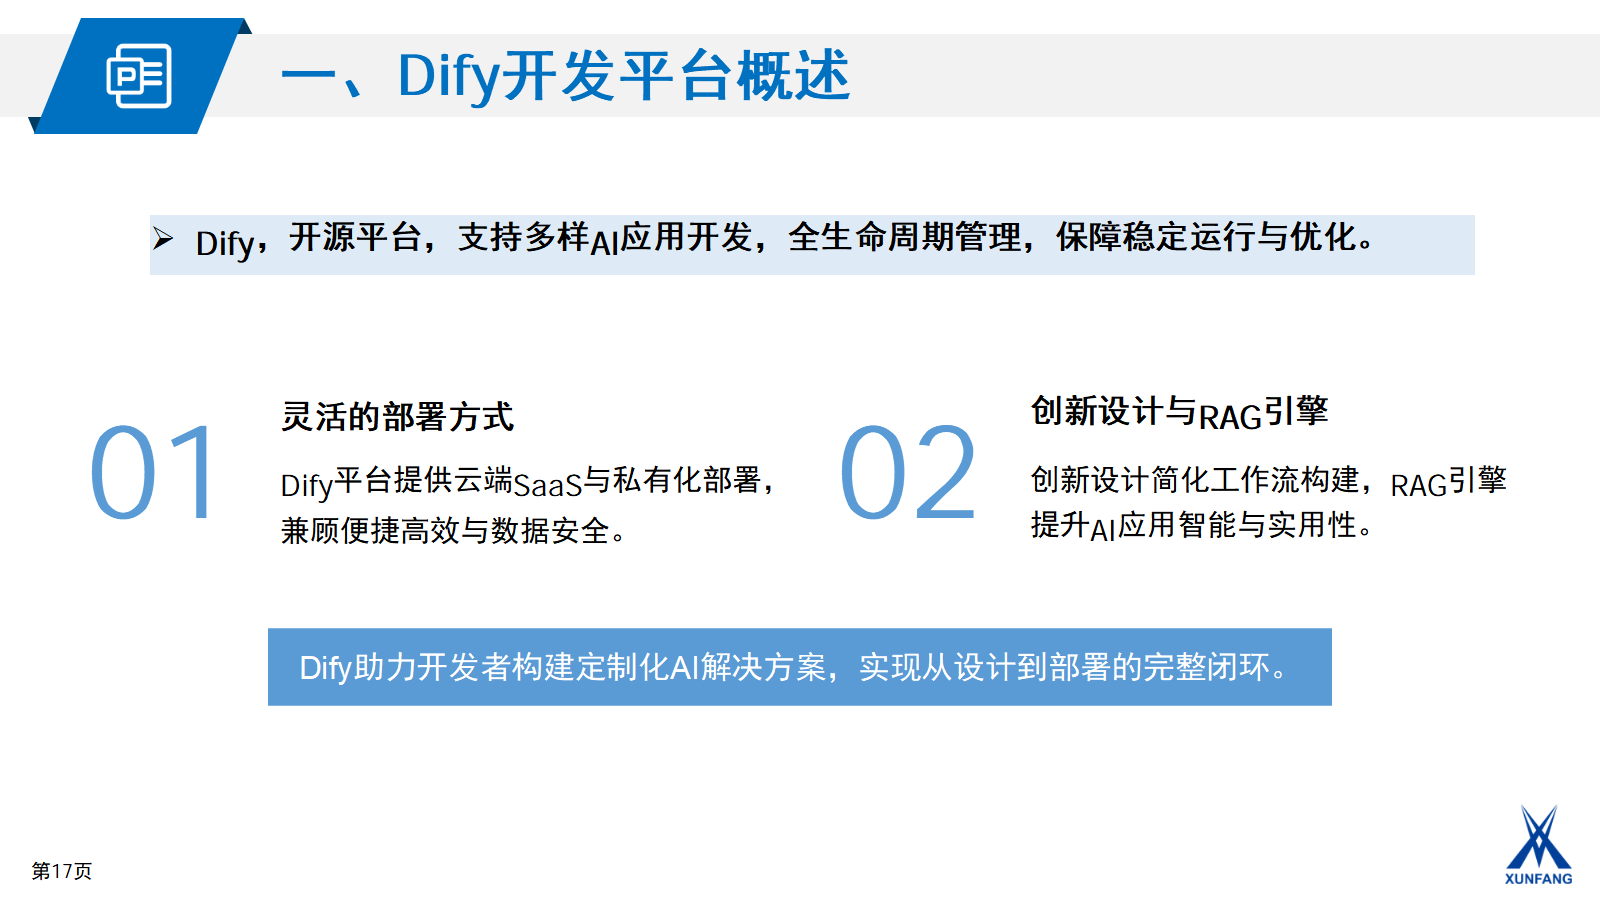 一、Dify开发平台概述
Dify，开源平台，支持多样AI应用开发，全生命周期管理，保障稳定运行与优化。
01
灵活的部署方式
Dify平台提供云端SaaS与私有化部署，
兼顾便捷高效与数据安全。
02
创新设计与RAG引擎
创新设计简化工作流构建，RAG引擎
提升AI应用智能与实用性。
Dify助力开发者构建定制化AI解决方案，实现从设计到部署的完整闭环。
第17页
XUNFANG